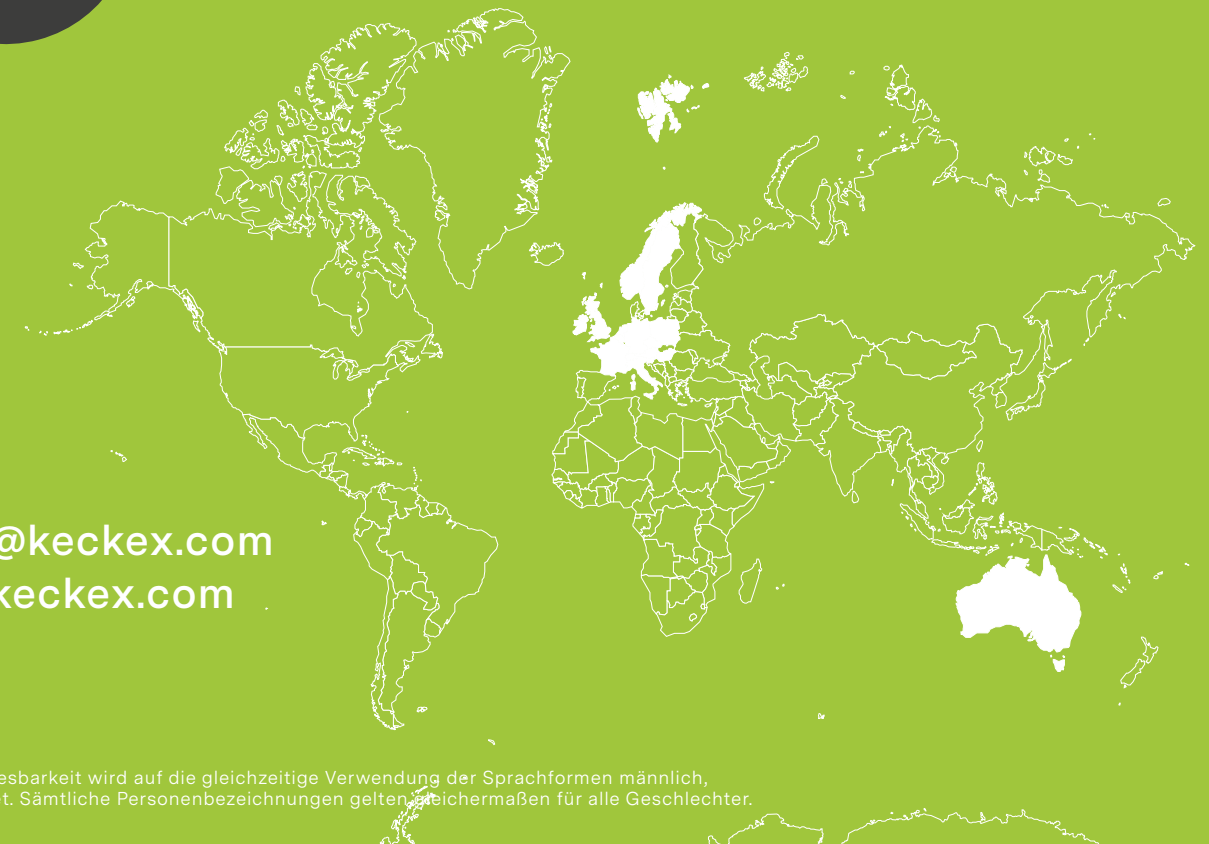 @keckex.com
keckex.com
esbarkeit wird auf die gleichzeitige Verwendung der Sprachformen männlich,
et. Sämtliche Personenbezeichnungen gelten gleichermaßen für alle Geschlechter.